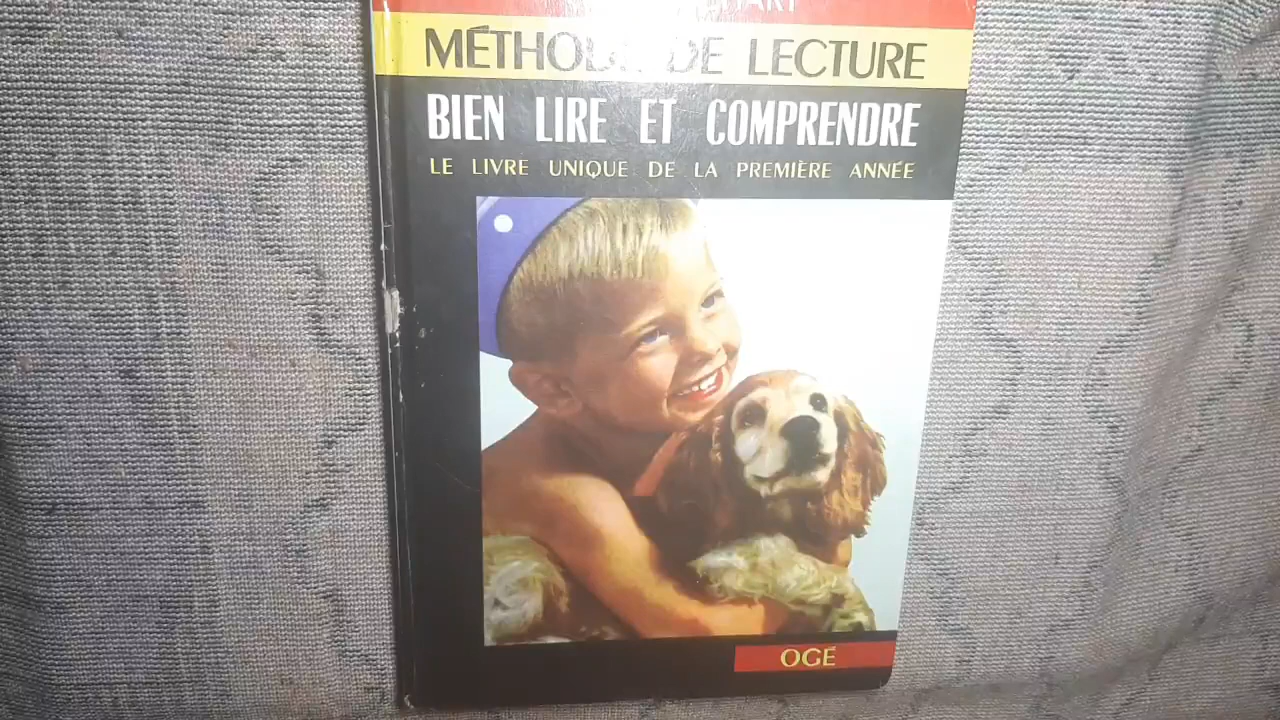 MÉTHODE DE LECTURE
BIEN LIRE ET COMPRENDRE
LE LIVRE UNIQUE DE LA PREMIÈRE ANNÉE
OGÉ